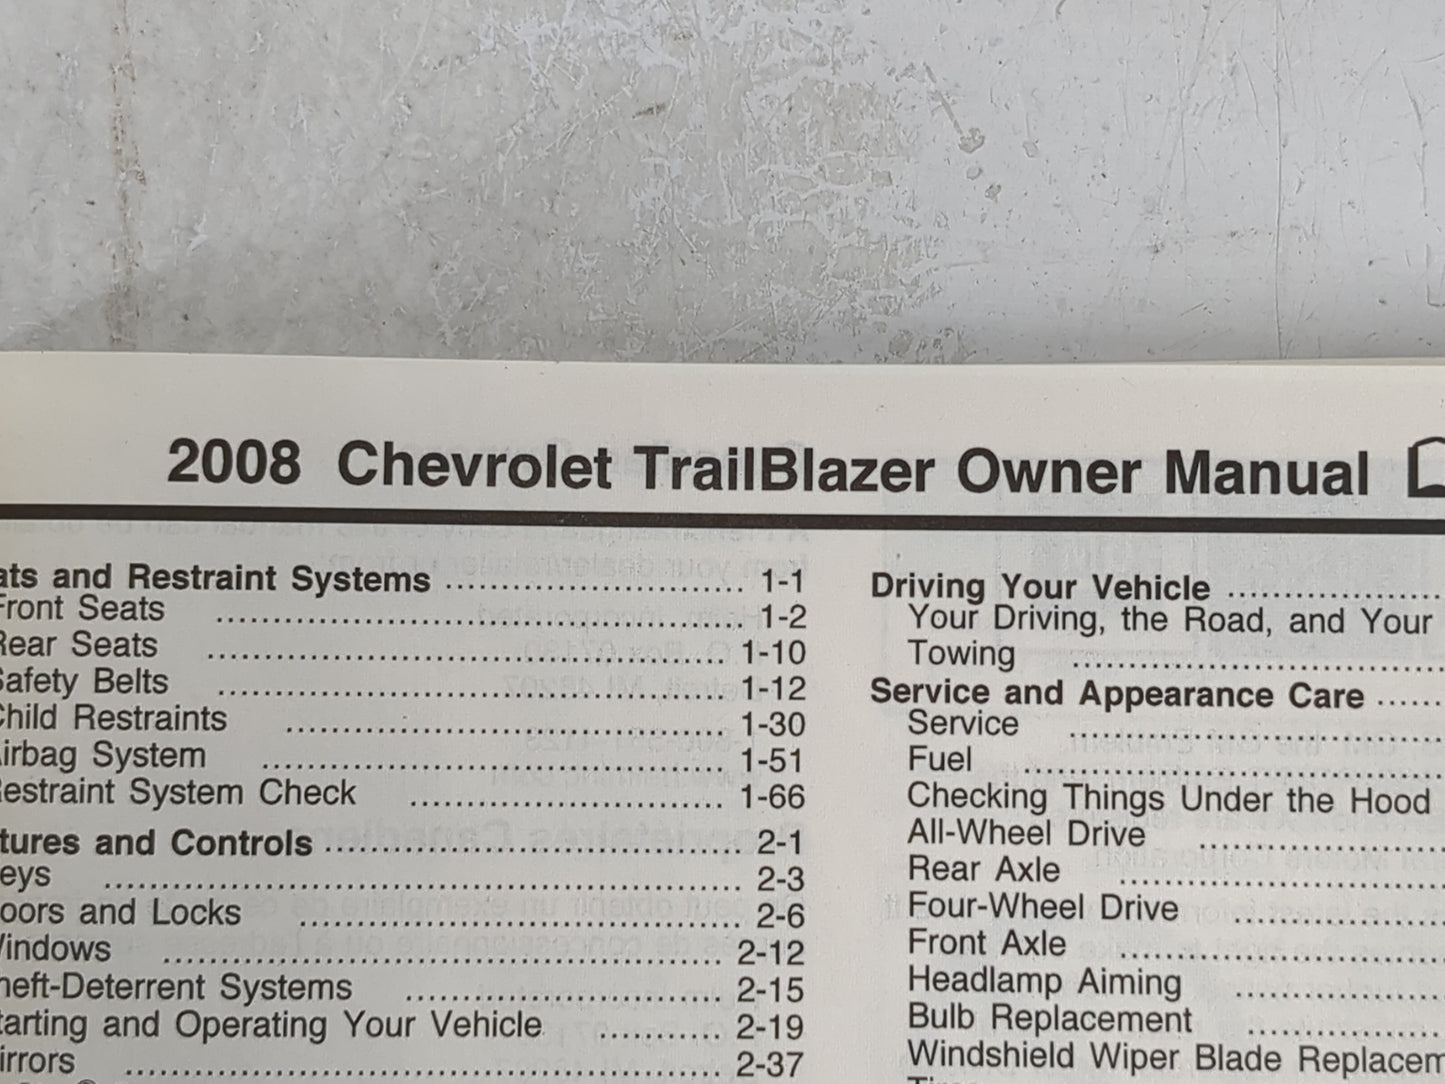 2008 Chevrolet TrailBlazer Owner Manual
ats and Restraint Systems ........ 1-1
Front Seats ........ 1-2
Rear Seats ........ 1-10
Safety Belts ........ 1-12
Child Restraints ........ 1-30
Airbag System ........ 1-51
Restraint System Check ........ 1-66
tures and Controls ........ 2-1
eys ........ 2-3
oors and Locks ........ 2-6
Windows ........ 2-12
heft-Deterrent Systems ........ 2-15
tarting and Operating Your Vehicle ........ 2-19
irrors ........ 2-37
Driving Your Vehicle ........
Your Driving, the Road, and Your
Towing ........
Service and Appearance Care ........
Service ........
Fuel ........
Checking Things Under the Hood
All-Wheel Drive ........
Rear Axle ........
Four-Wheel Drive ........
Front Axle ........
Headlamp Aiming ........
Bulb Replacement ........
Windshield Wiper Blade Replacem